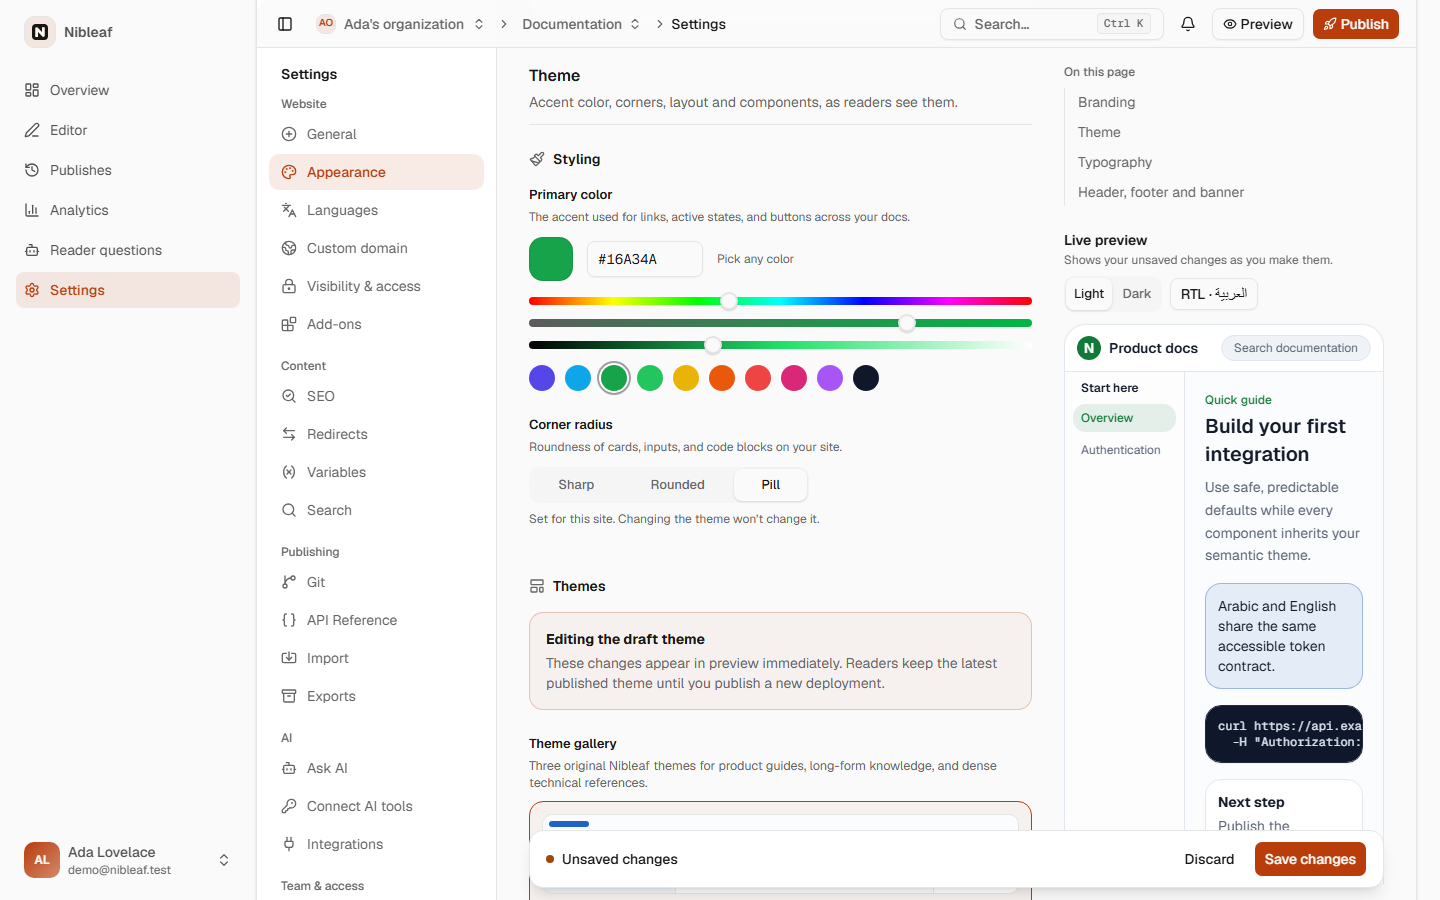 Nibleaf
Overview
Editor
Publishes
Analytics
Reader questions
Settings
AL
Ada Lovelace
demo@nibleaf.test
AO Ada's organization
Documentation
Settings
Search...
Ctrl K
Preview
Publish
Settings
Website
General
Appearance
Languages
Custom domain
Visibility & access
Add-ons
Content
SEO
Redirects
Variables
Search
Publishing
Git
API Reference
Import
Exports
AI
Ask AI
Connect AI tools
Integrations
Team & access
Theme
Accent color, corners, layout and components, as readers see them.
Styling
Primary color
The accent used for links, active states, and buttons across your docs.
#16A34A
Pick any color
Corner radius
Roundness of cards, inputs, and code blocks on your site.
Sharp
Rounded
Pill
Set for this site. Changing the theme won't change it.
Themes
Editing the draft theme
These changes appear in preview immediately. Readers keep the latest
published theme until you publish a new deployment.
Theme gallery
Three original Nibleaf themes for product guides, long-form knowledge, and dense
technical references.
Unsaved changes
Discard
Save changes
On this page
Branding
Theme
Typography
Header, footer and banner
Live preview
Shows your unsaved changes as you make them.
Light
Dark
RTL · العربية
N
Product docs
Search documentation
Start here
Overview
Authentication
Quick guide
Build your first
integration
Use safe, predictable
defaults while every
component inherits your
semantic theme.
Arabic and English
share the same
accessible token
contract.
curl https://api.exa
-H "Authorization:
Next step
Publish the